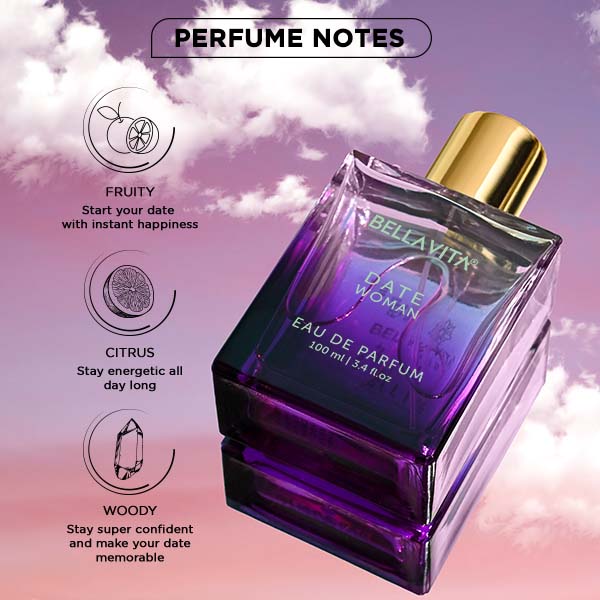 PERFUME NOTES
FRUITY
Start your date
with instant happiness
CITRUS
Stay energetic all
day long
WOODY
Stay super confident
and make your date
memorable
BELLAVITA®
DATE
WOMAN
EAU DE PARFUM
100 ml | 3.4 fl.oz